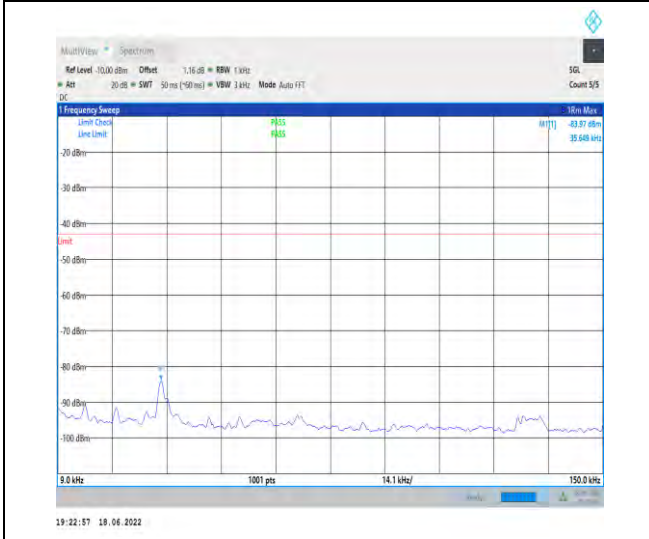 MultiView Spectrum
Ref Level -10.00 dBm Offset 1.16 dB RBW 1 kHz SGL
Att 20 dB SWT 50 ms (~60 ms) VBW 3 kHz Mode Auto FFT Count 5/5
DC
1 Frequency Sweep 1Rm Max
Limit Check PASS M1[1] -83.97 dBm
Line Limit PASS 35.649 kHz
-20 dBm
-30 dBm
-40 dBm
Limit
-50 dBm
-60 dBm
-70 dBm
-80 dBm
-90 dBm
-100 dBm
9.0 kHz 1001 pts 14.1 kHz/ 150.0 kHz
19:22:57 18.06.2022